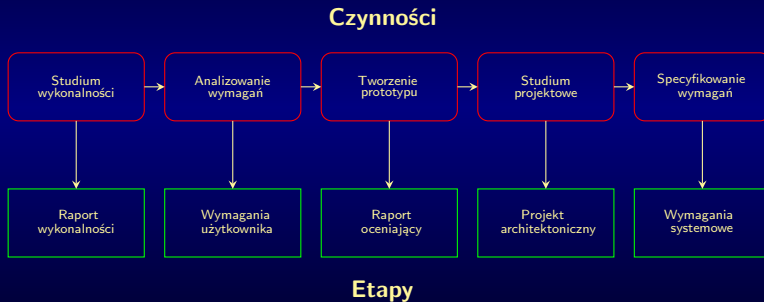 Czynności
Studium
wykonalności
Analizowanie
wymagań
Tworzenie
prototypu
Studium
projektowe
Specyfikowanie
wymagań
Raport
wykonalności
Wymagania
użytkownika
Raport
oceniający
Projekt
architektoniczny
Wymagania
systemowe
Etapy